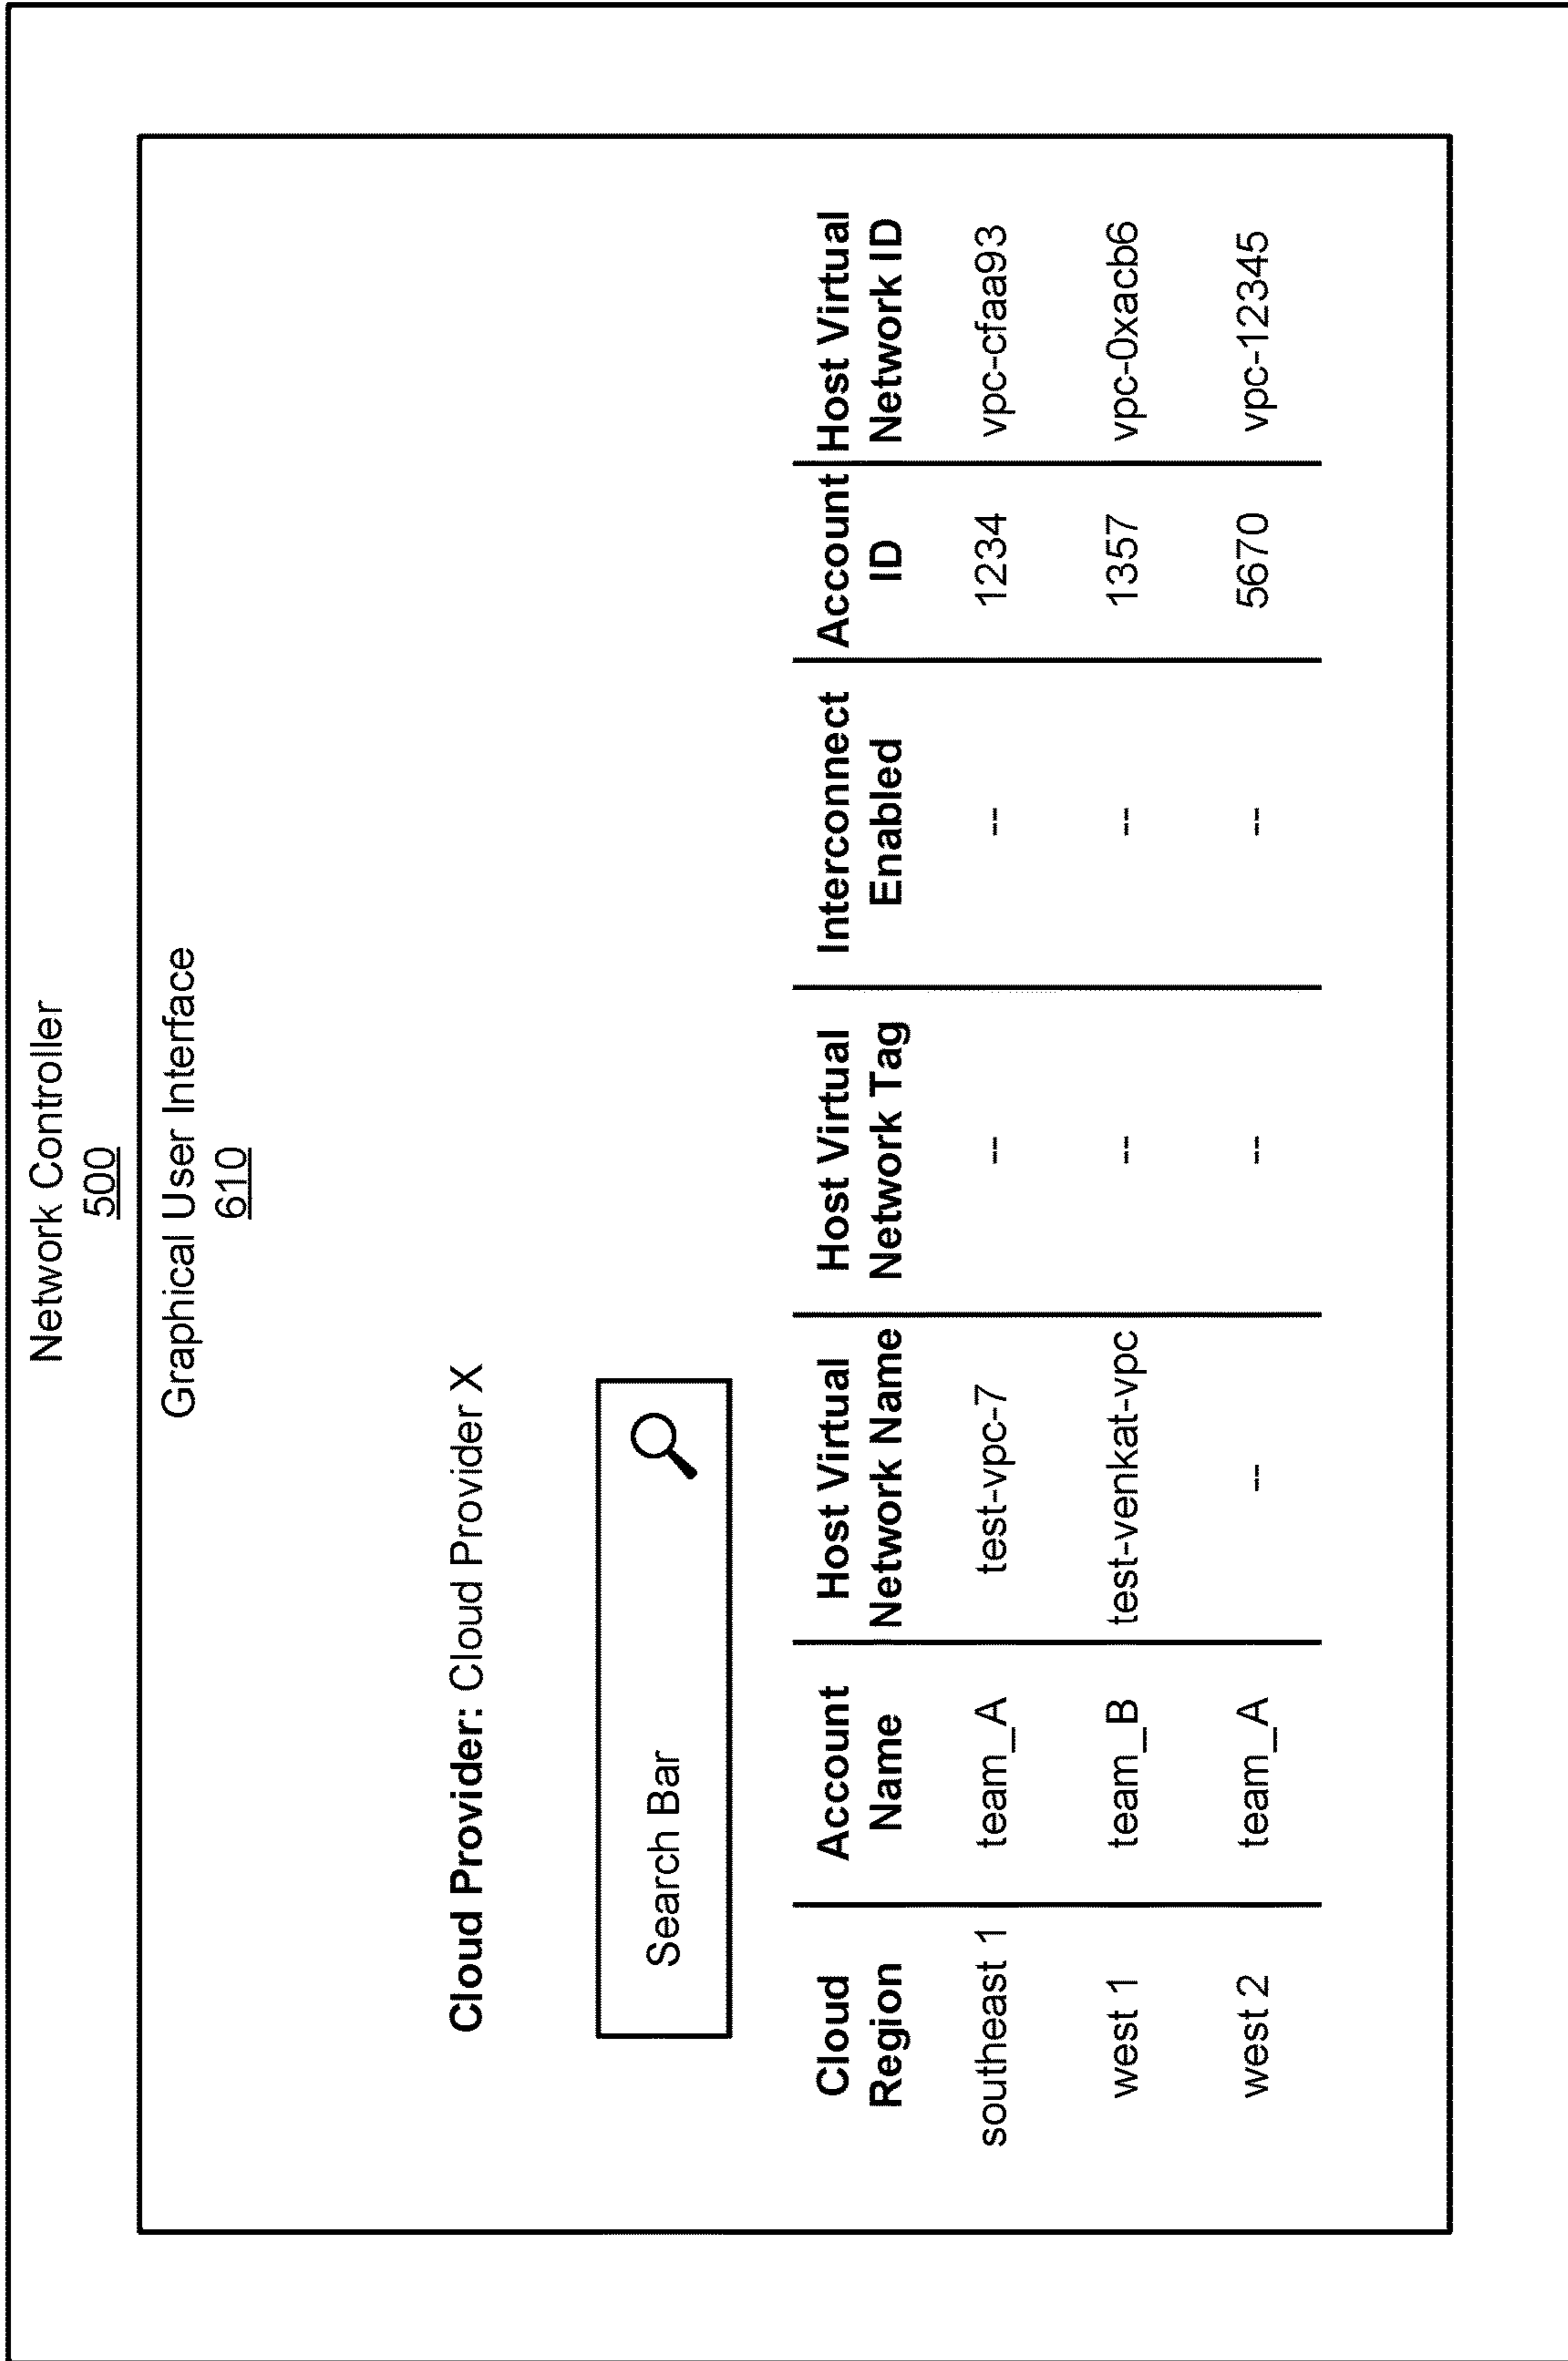 Network Controller
500
Graphical User Interface
610
Cloud Provider: Cloud Provider X
Search Bar
Cloud Region Account Name Host Virtual Network Name Host Virtual Network Tag Interconnect Enabled Account ID Host Virtual Network ID
southeast 1 team_A test-vpc-7 -- -- 1234 vpc-cfaa93
west 1 team_B test-venkat-vpc -- -- 1357 vpc-0xacb6
west 2 team_A -- -- -- 5670 vpc-12345